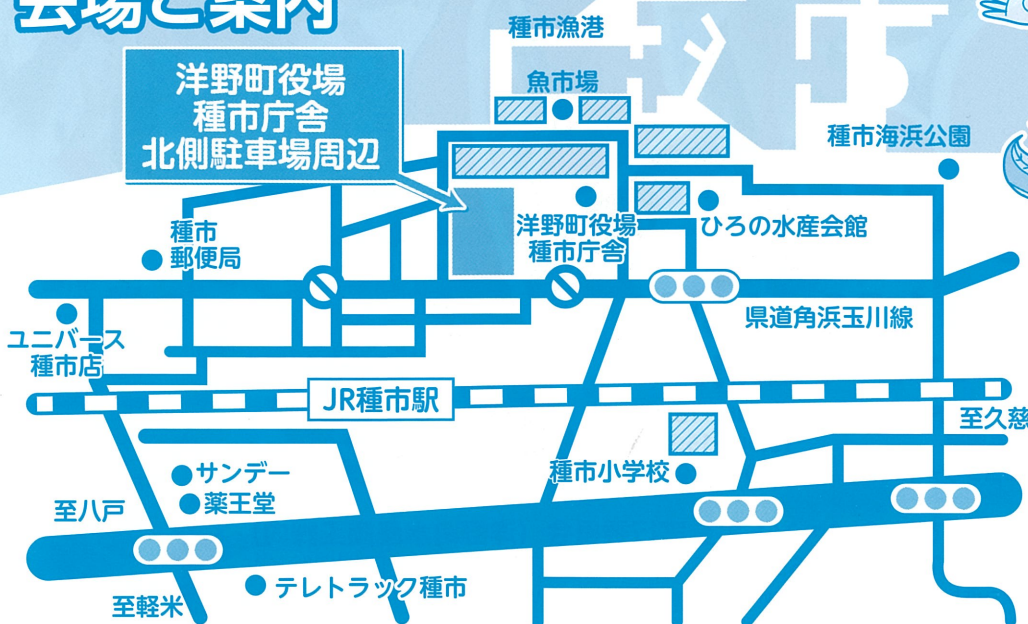 会場ご案内
種市漁港
洋野町役場
種市庁舎
北側駐車場周辺
魚市場
種市海浜公園
洋野町役場
種市庁舎
ひろの水産会館
種市
郵便局
県道角浜玉川線
ユニバース
種市店
JR種市駅
至久慈
サンデー
薬王堂
種市小学校
至八戸
テレトラック種市
至軽米